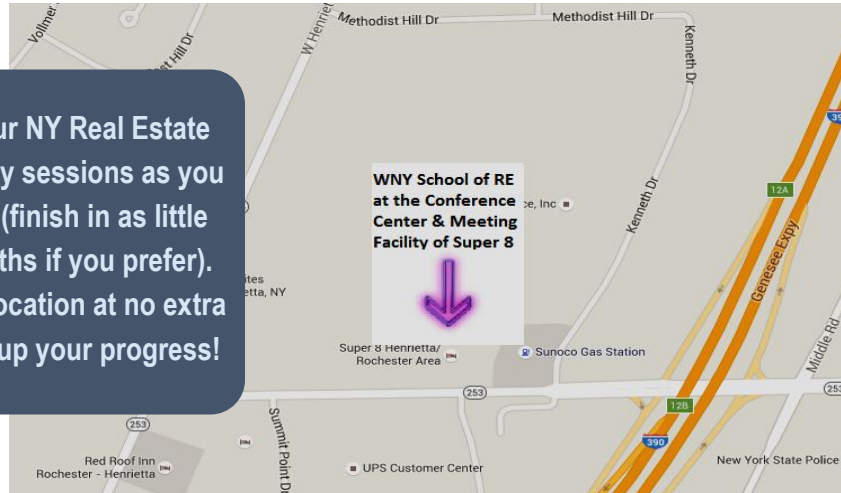 Vollmer
W Henriet
Methodist Hill Dr
Methodist Hill Dr
Kenneth Dr
ur NY Real Estate
y sessions as you
(finish in as little
ths if you prefer).
ocation at no extra
up your progress!
WNY School of RE
at the Conference
Center & Meeting
Facility of Super 8
ce, Inc
Kenneth Dr
12A
Genesee Expy
ites
etta, NY
Super 8 Henrietta/
Rochester Area
Sunoco Gas Station
Middle Rd
253
12B
253
390
Summit Point D
Red Roof Inn
Rochester - Henrietta
UPS Customer Center
New York State Police